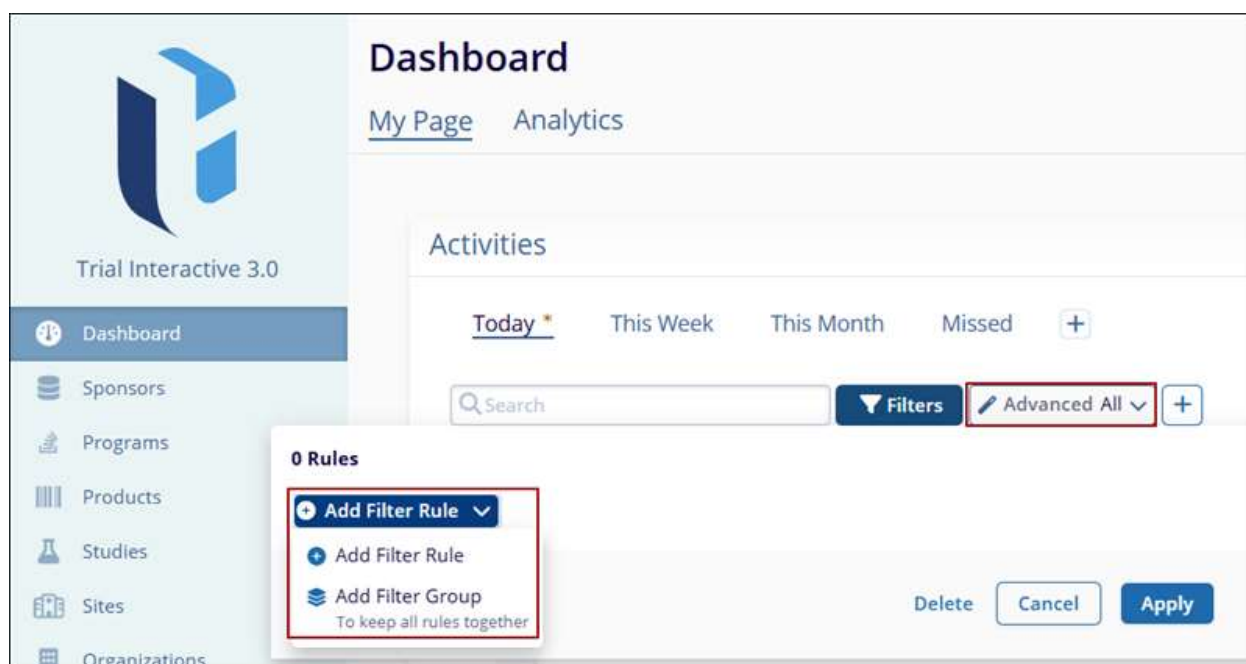 Dashboard
My Page Analytics
Trial Interactive 3.0
Dashboard
Sponsors
Programs
Products
Studies
Sites
Organizations
Activities
Today * This Week This Month Missed +
Search Filters Advanced All +
0 Rules
Add Filter Rule
Add Filter Rule
Add Filter Group
To keep all rules together
Delete Cancel Apply